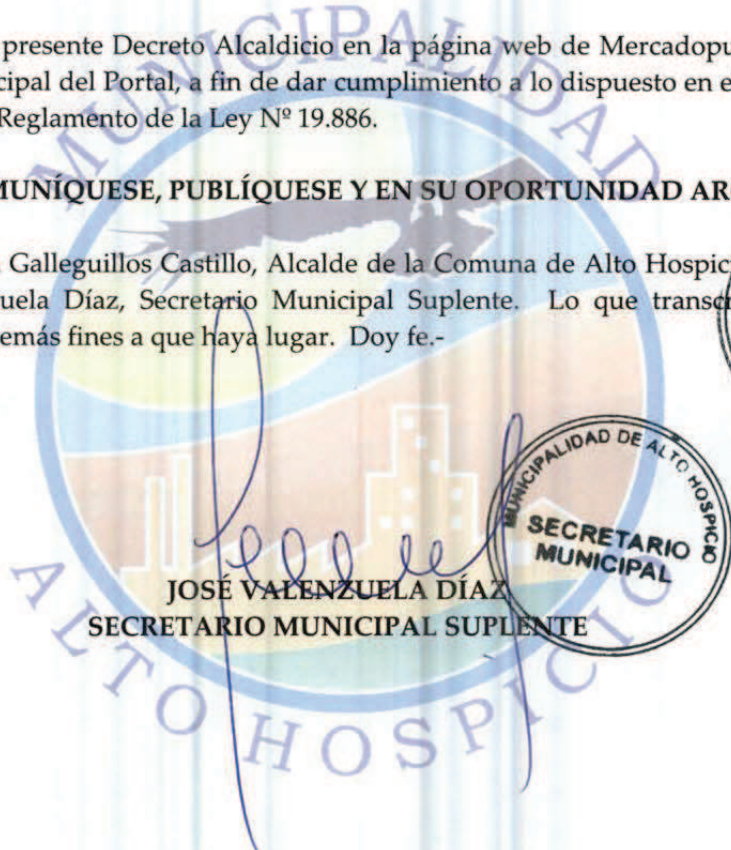 presente Decreto Alcaldicio en la página web de Mercadopu
cipal del Portal, a fin de dar cumplimiento a lo dispuesto en e
Reglamento de la Ley Nº 19.886.
MUNÍQUESE, PUBLÍQUESE Y EN SU OPORTUNIDAD AR
Galleguillos Castillo, Alcalde de la Comuna de Alto Hospic
uela Díaz, Secretario Municipal Suplente. Lo que transc
emás fines a que haya lugar. Doy fe.-
MUNICIPALIDAD DE ALTO HOSPICIO
SECRETARIO
MUNICIPAL
JOSÉ VALENZUELA DÍAZ
SECRETARIO MUNICIPAL SUPLENTE
MUNICIPALIDAD
ALTO HOSPICIO